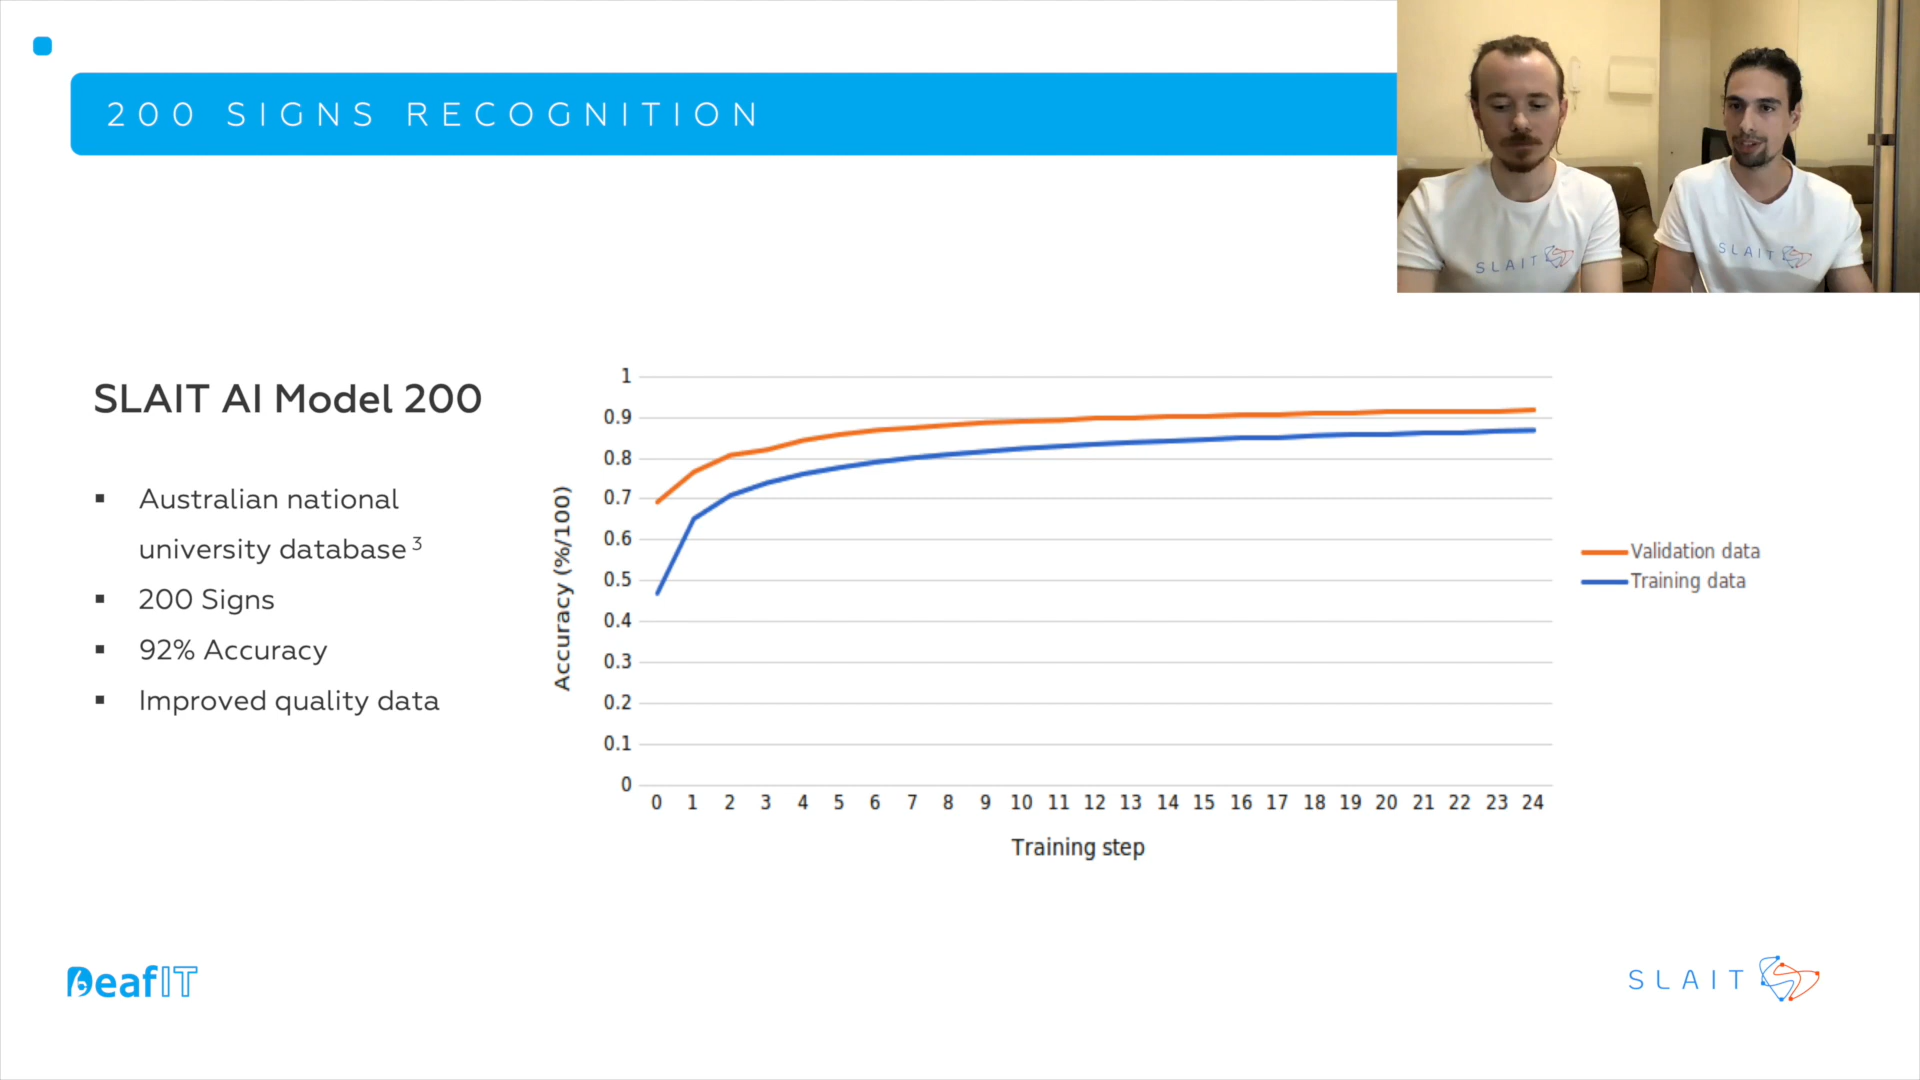 200 SIGNS RECOGNITION
SLAIT
SLAIT
SLAIT AI Model 200
▪ Australian national
university database 3
▪ 200 Signs
▪ 92% Accuracy
▪ Improved quality data
Accuracy (%/100)
1
0.9
0.8
0.7
0.6
0.5
0.4
0.3
0.2
0.1
0
0 1 2 3 4 5 6 7 8 9 10 11 12 13 14 15 16 17 18 19 20 21 22 23 24
Training step
Validation data
Training data
DeafIT
SLAIT